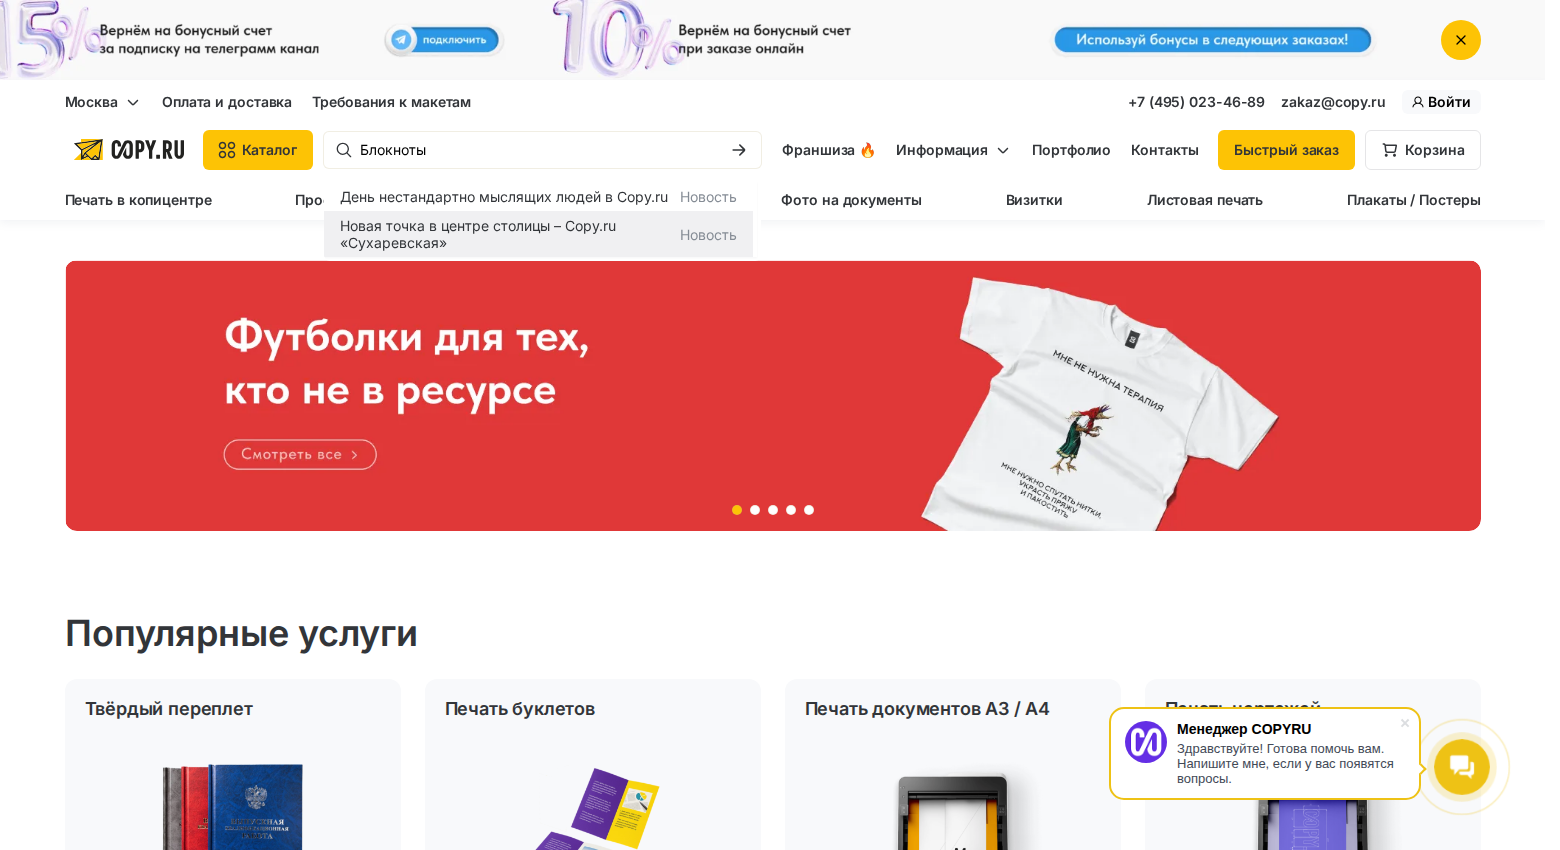 15%
Вернём на бонусный счет
за подписку на телеграмм канал
подключить
10%
Вернём на бонусный счет
при заказе онлайн
Используй бонусы в следующих заказах!
Москва
Оплата и доставка
Требования к макетам
+7 (495) 023-46-89
zakaz@copy.ru
Войти
COPY.RU
Каталог
Блокноты
Франшиза 🔥
Информация
Портфолио
Контакты
Быстрый заказ
Корзина
Печать в копицентре
День нестандартно мыслящих людей в Copy.ru
Новость
Новая точка в центре столицы – Copy.ru
«Сухаревская»
Новость
Фото на документы
Визитки
Листовая печать
Плакаты / Постеры
Футболки для тех,
кто не в ресурсе
Смотреть все
МНЕ НЕ НУЖНА ТЕРАПИЯ
МНЕ НУЖНО СПУТАТЬ НИТКИ,
УКРАСТЬ ПРЯЖУ
И ПАКОСТИТЬ
Популярные услуги
Твёрдый переплет
Печать буклетов
Печать документов А3 / А4
Менеджер COPYRU
Здравствуйте! Готова помочь вам.
Напишите мне, если у вас появятся
вопросы.